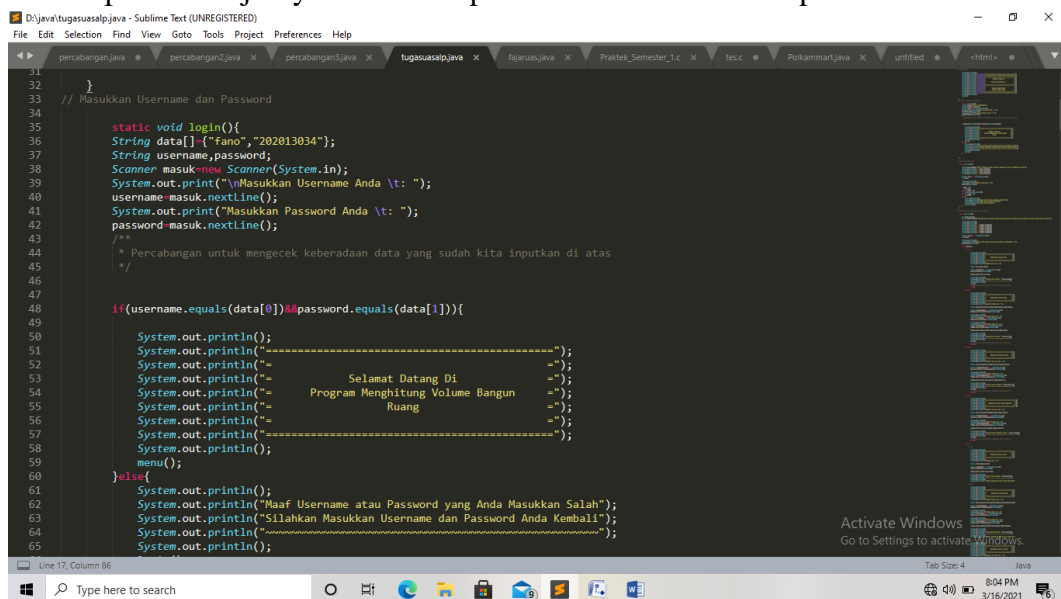 D:\java\tugasuasalp.java - Sublime Text (UNREGISTERED)
File Edit Selection Find View Goto Tools Project Preferences Help
percabangan.java percabangan2.java percabangan3.java tugasuasalp.java fajaruas.java Praktek_Semester_1.c tes.c Polkammart.java untitled <html>
31
32 }
33 // Masukkan Username dan Password
34
35 static void login(){
36 String data[]={"fano","202013034"};
37 String username,password;
38 Scanner masuk=new Scanner(System.in);
39 System.out.print("\nMasukkan Username Anda \t: ");
40 username=masuk.nextLine();
41 System.out.print("Masukkan Password Anda \t: ");
42 password=masuk.nextLine();
43 /**
44 * Percabangan untuk mengecek keberadaan data yang sudah kita inputkan di atas
45 */
46
47
48 if(username.equals(data[0])&&password.equals(data[1])){
49
50 System.out.println();
51 System.out.println("=============================================");
52 System.out.println("= =");
53 System.out.println("= Selamat Datang Di =");
54 System.out.println("= Program Menghitung Volume Bangun =");
55 System.out.println("= Ruang =");
56 System.out.println("= =");
57 System.out.println("=============================================");
58 System.out.println();
59 menu();
60 }else{
61 System.out.println();
62 System.out.println("Maaf Username atau Password yang Anda Masukkan Salah");
63 System.out.println("Silahkan Masukkan Username dan Password Anda Kembali");
64 System.out.println("~~~~~~~~~~~~~~~~~~~~~~~~~~~~~~~~~~~~~~~~~~~~~~~~~~~~");
65 System.out.println();
Activate Windows
Go to Settings to activate Windows.
Line 17, Column 86 Tab Size: 4 Java
Type here to search
8:04 PM
3/16/2021